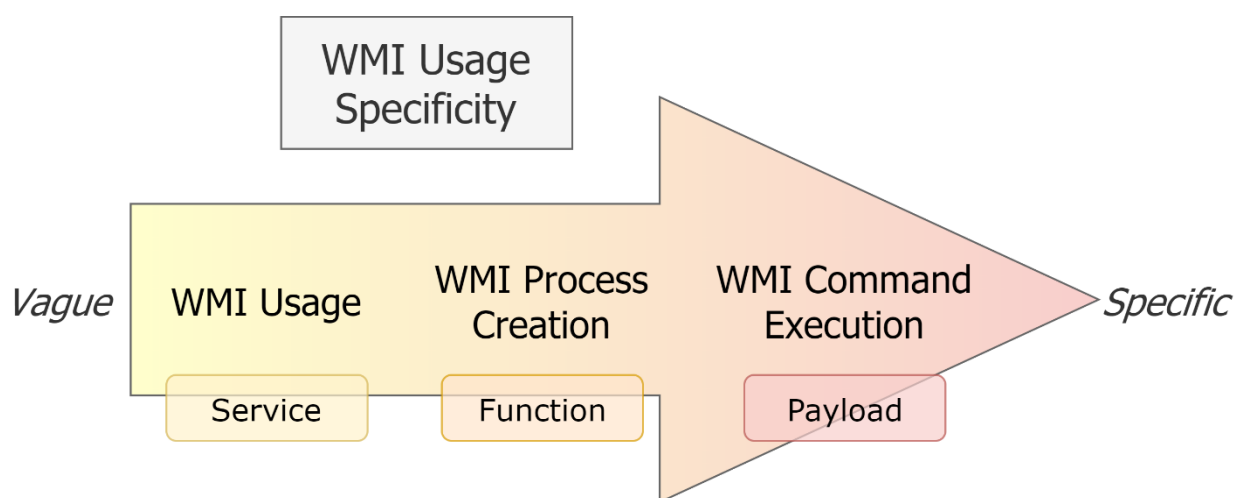 WMI Usage
Specificity
Vague
WMI Usage
WMI Process
Creation
WMI Command
Execution
Specific
Service
Function
Payload